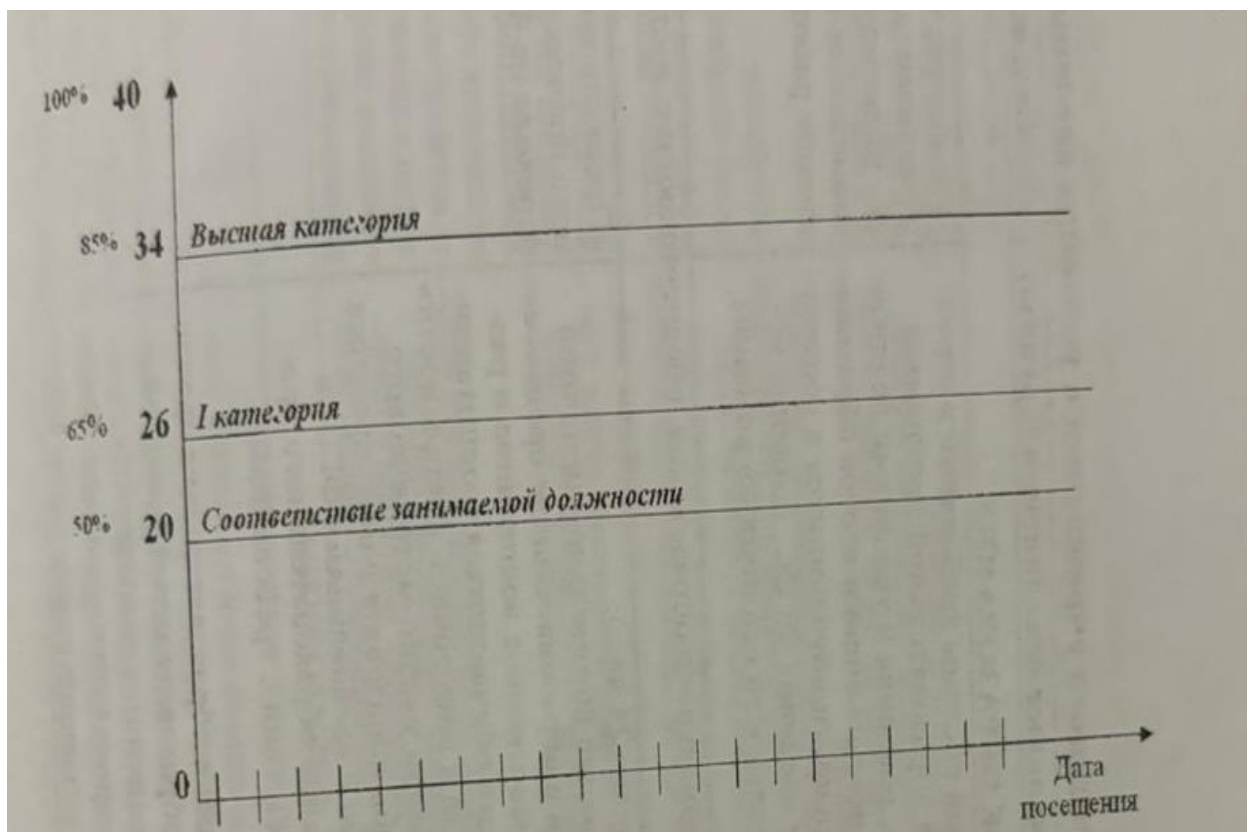 100% 40
85% 34 Высшая категория
65% 26 I категория
50% 20 Соответствие занимаемой должности
0
Дата
посещения